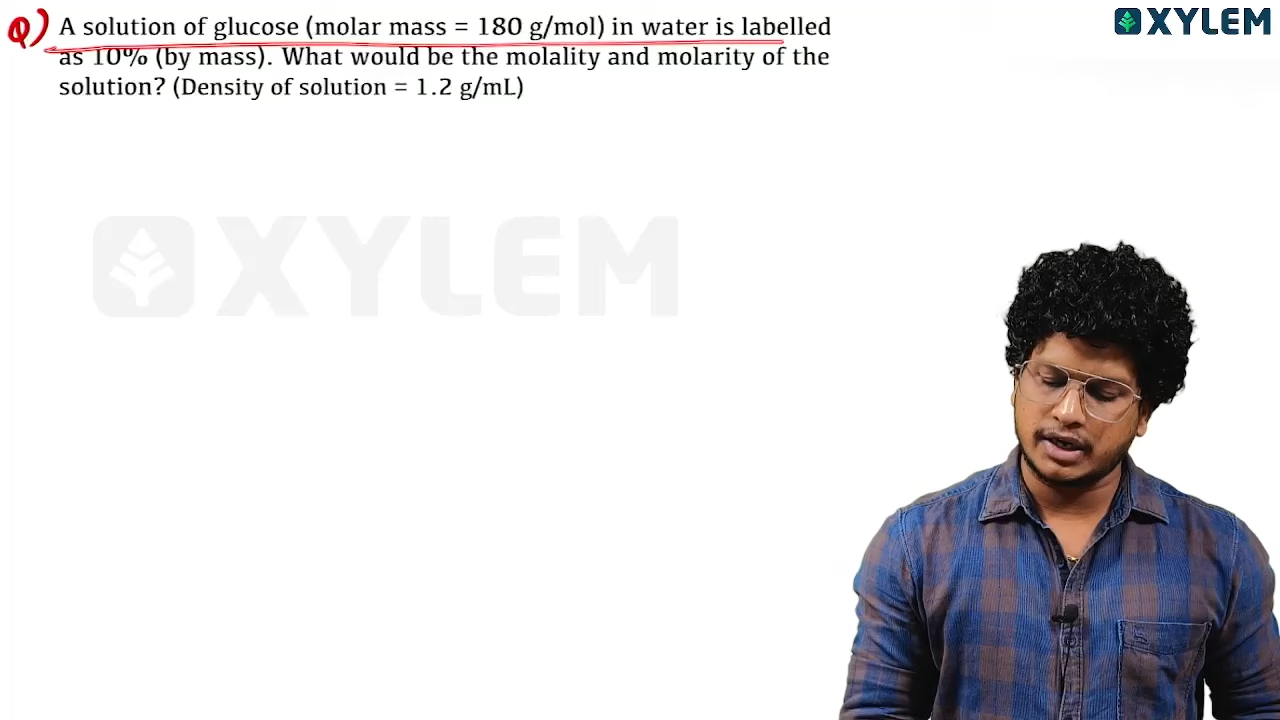 Q) A solution of glucose (molar mass = 180 g/mol) in water is labelled
as 10% (by mass). What would be the molality and molarity of the
solution? (Density of solution = 1.2 g/mL)
XYLEM
XYLEM